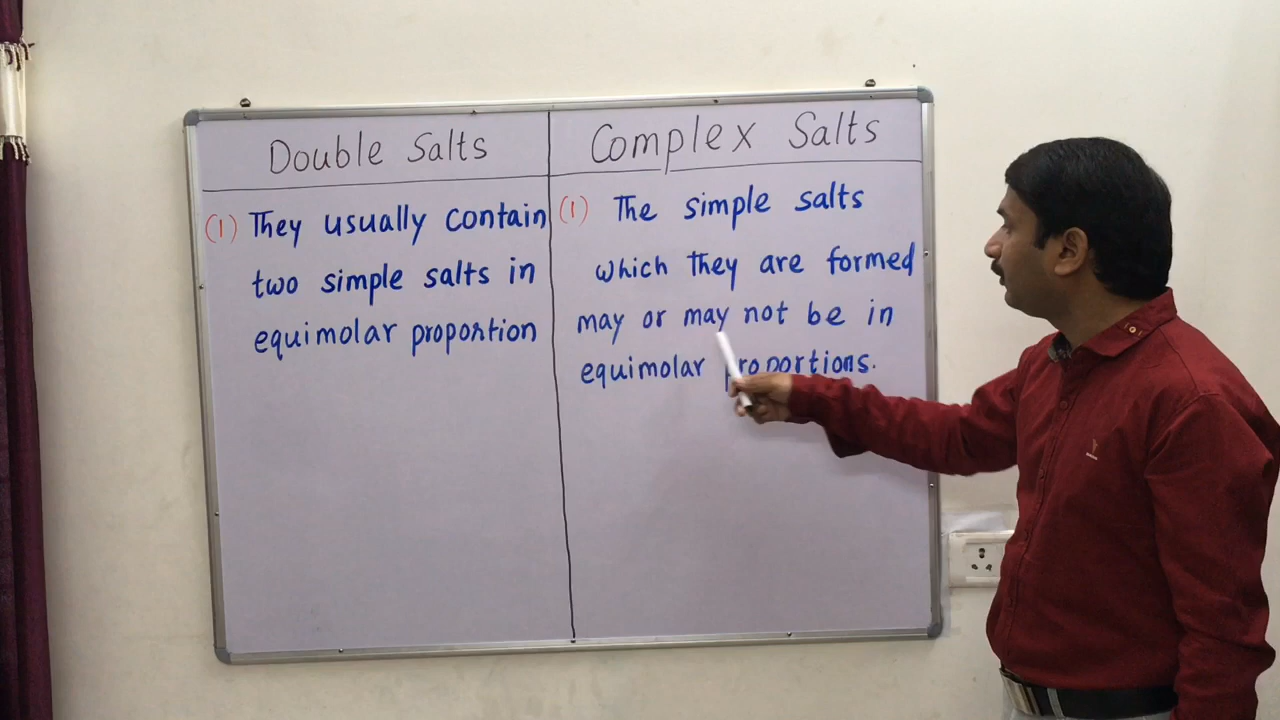 Double Salts
(1) They usually contain
two simple salts in
equimolar proportion
Complex Salts
(1) The simple salts
which they are formed
may or may not be in
equimolar proportions.